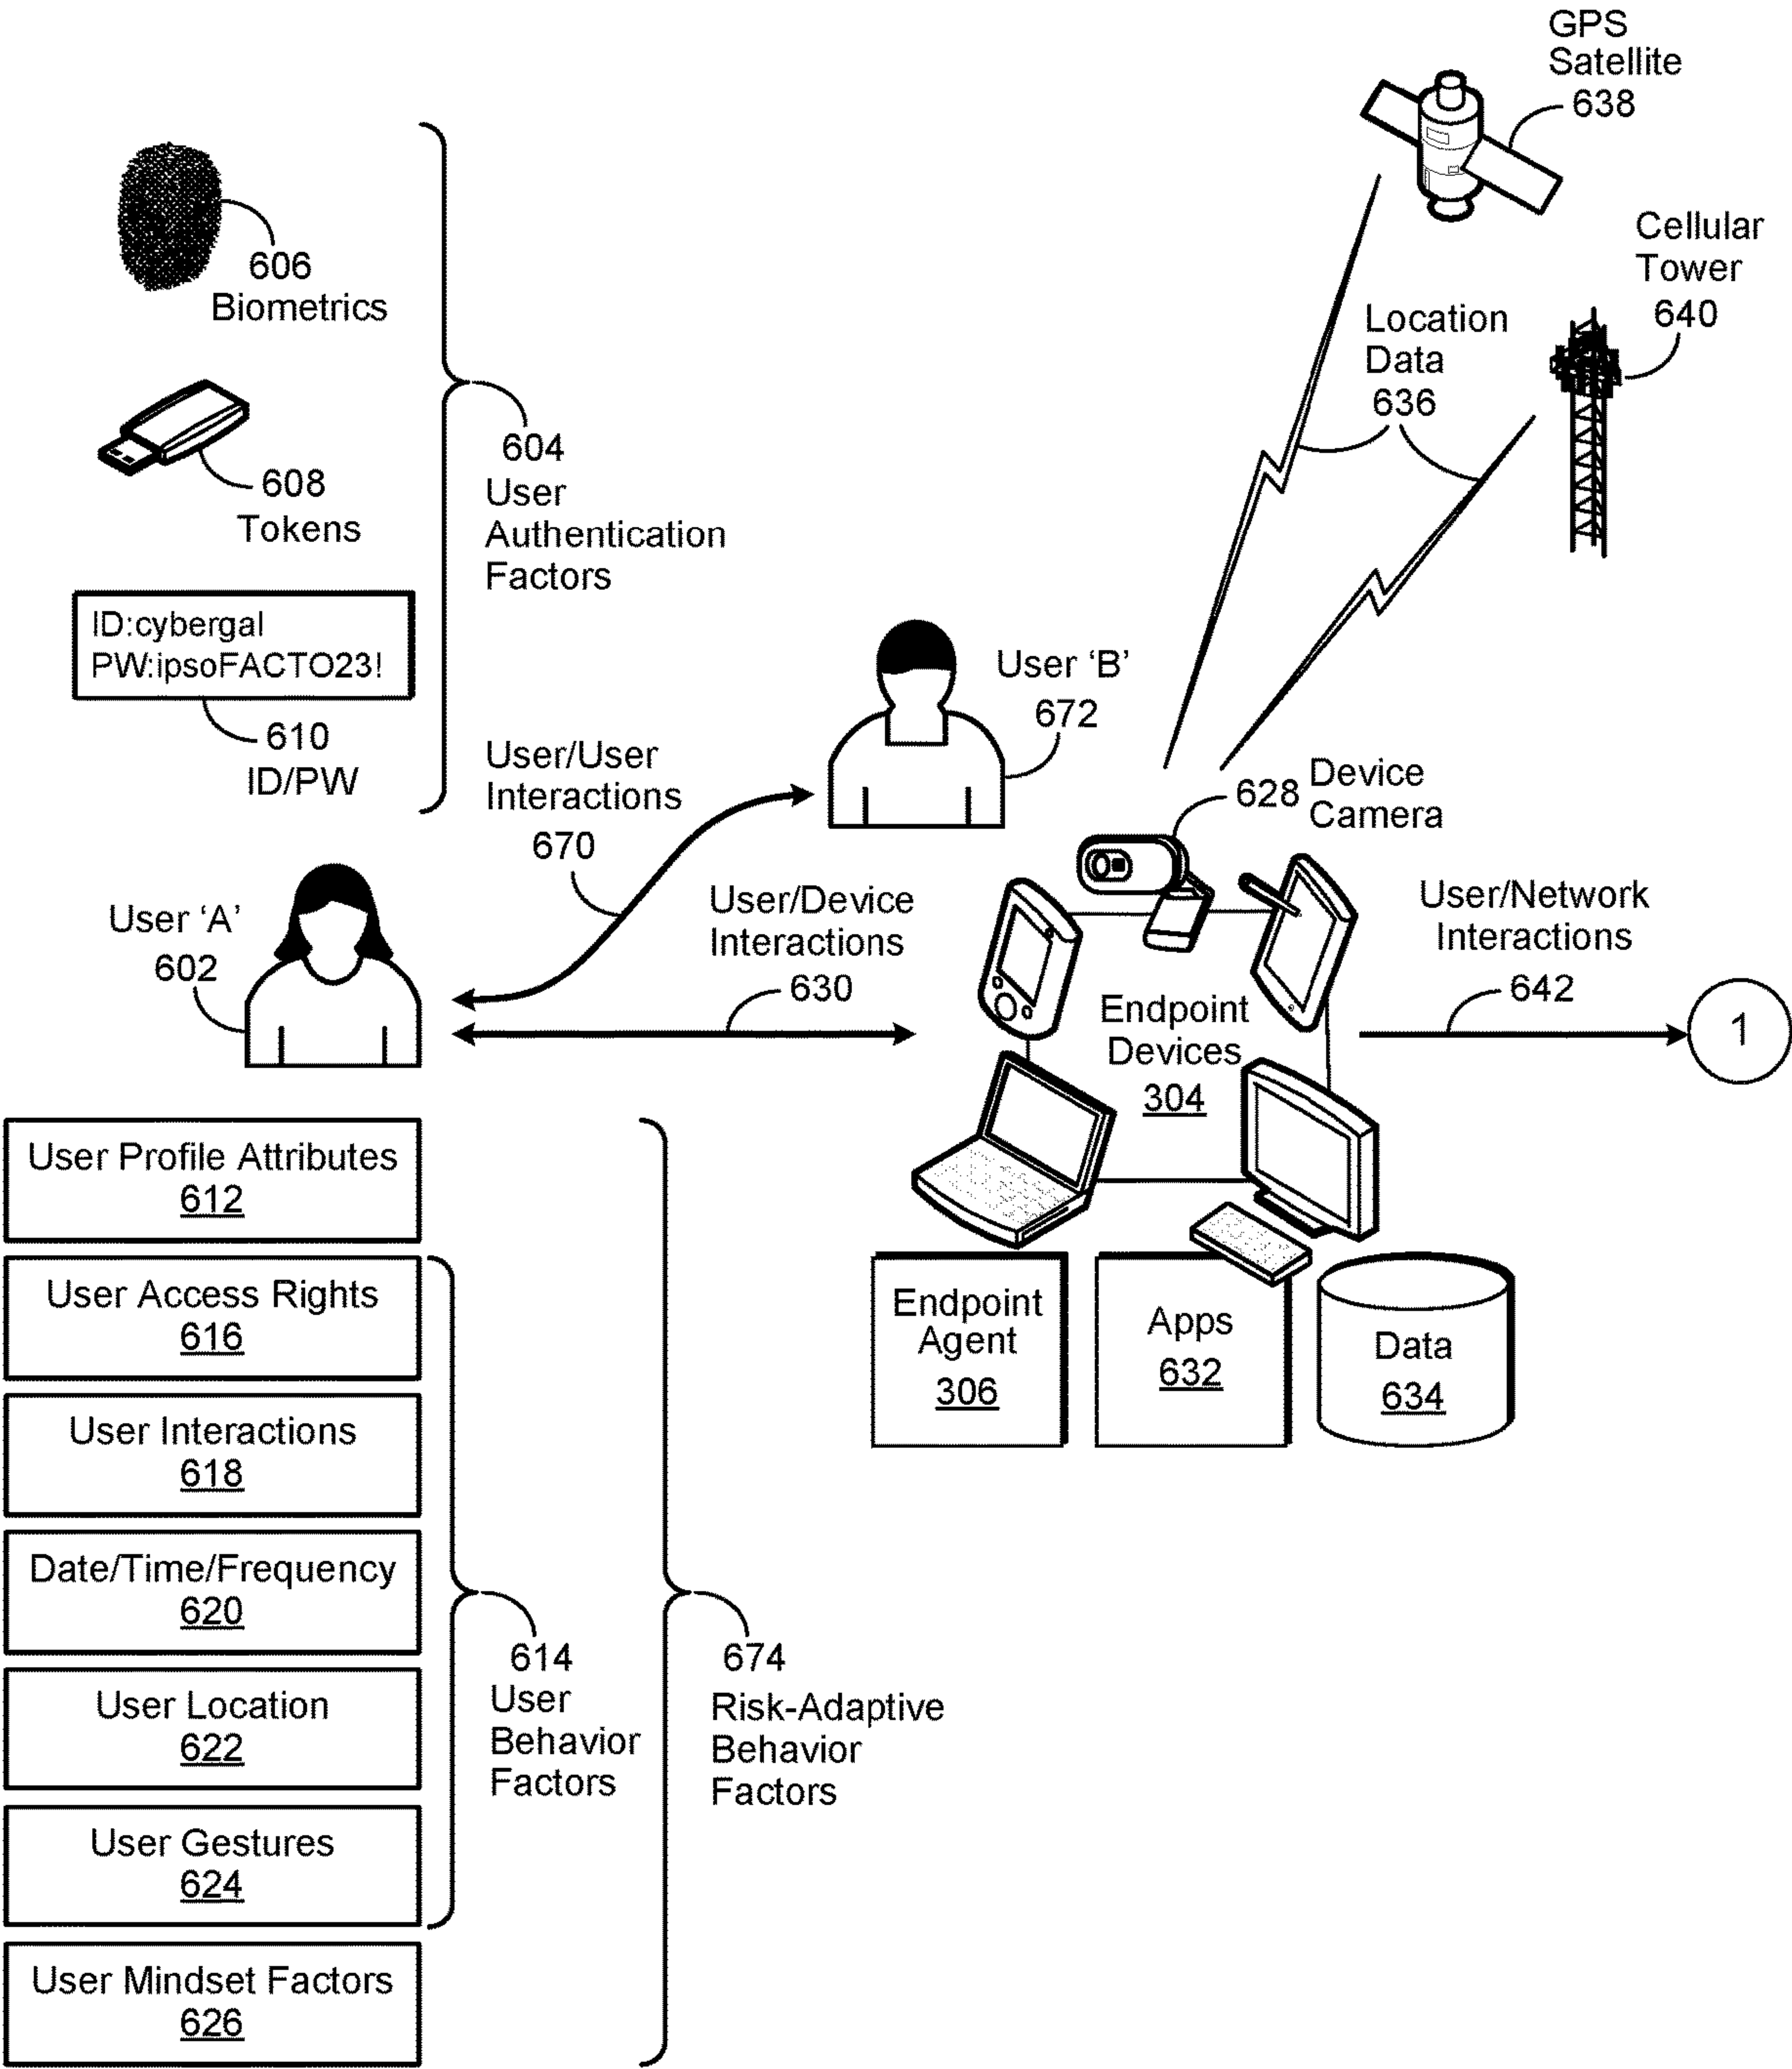 GPS
Satellite
638
Cellular
Tower
640
Location
Data
636
606
Biometrics
608
Tokens
ID:cybergal
PW:ipsoFACTO23!
610
ID/PW
604
User
Authentication
Factors
User ‘B’
672
User/User
Interactions
670
628 Device
Camera
User ‘A’
602
User/Device
Interactions
630
User/Network
Interactions
642
1
Endpoint
Devices
304
Endpoint
Agent
306
Apps
632
Data
634
User Profile Attributes
612
User Access Rights
616
User Interactions
618
Date/Time/Frequency
620
User Location
622
User Gestures
624
User Mindset Factors
626
614
User
Behavior
Factors
674
Risk-Adaptive
Behavior
Factors